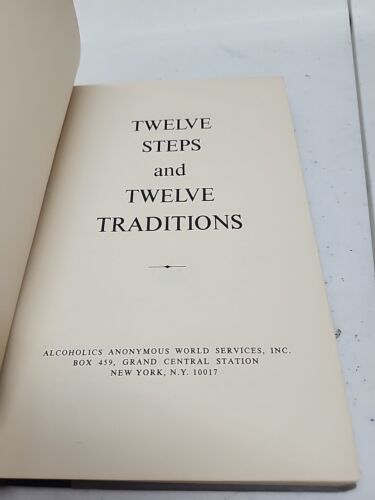 TWELVE
STEPS
and
TWELVE
TRADITIONS
ALCOHOLICS ANONYMOUS WORLD SERVICES, INC.
BOX 459, GRAND CENTRAL STATION
NEW YORK, N.Y. 10017